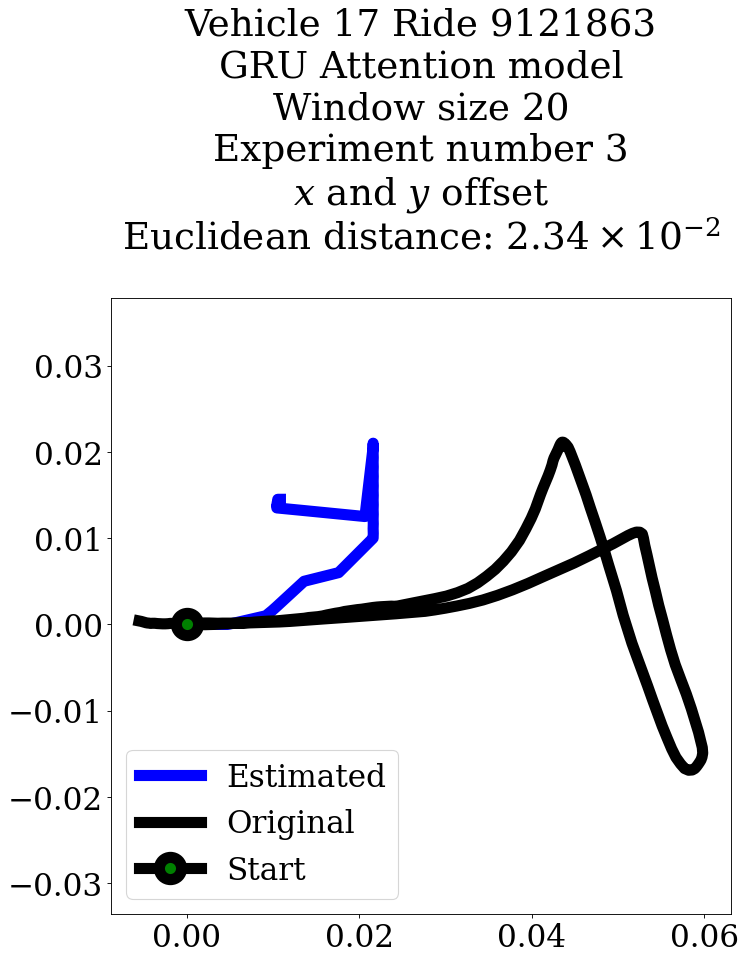 Vehicle 17 Ride 9121863
GRU Attention model
Window size 20
Experiment number 3
x and y offset
Euclidean distance: 2.34 × 10⁻²
0.03
0.02
0.01
0.00
−0.01
−0.02
−0.03
Estimated
Original
Start
0.00 0.02 0.04 0.06